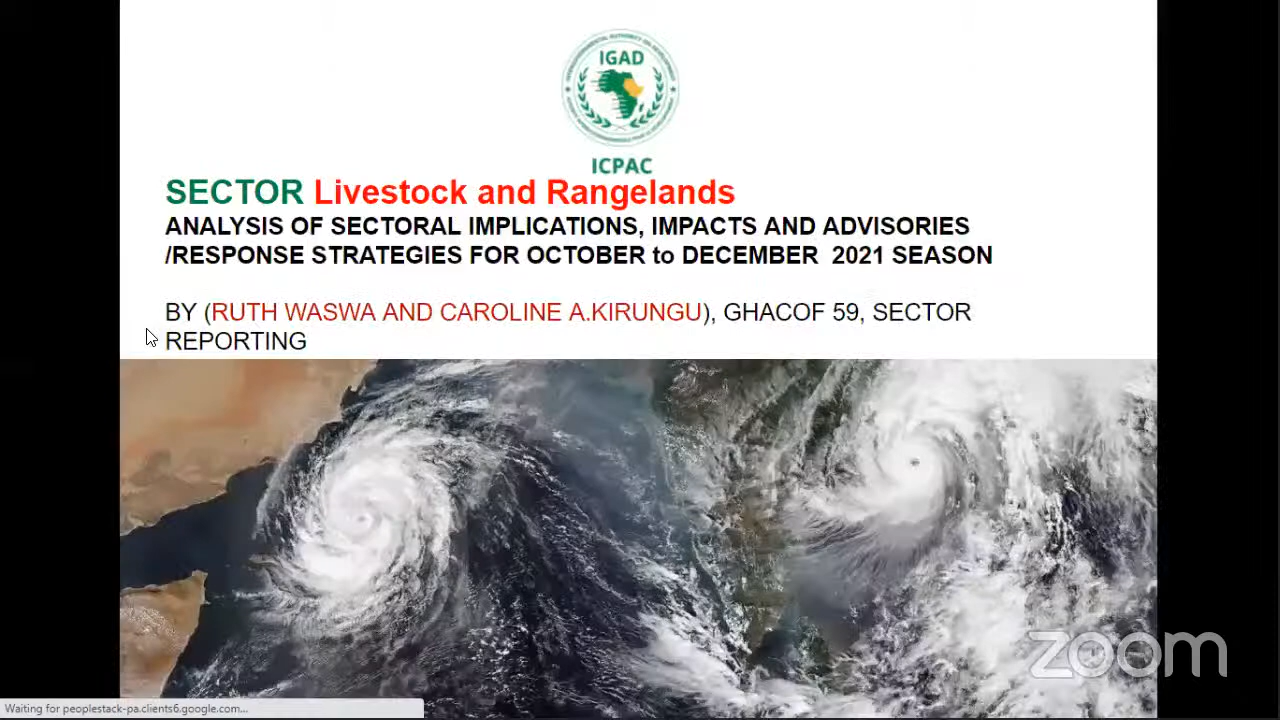 IGAD
ICPAC
SECTOR Livestock and Rangelands
ANALYSIS OF SECTORAL IMPLICATIONS, IMPACTS AND ADVISORIES
/RESPONSE STRATEGIES FOR OCTOBER to DECEMBER 2021 SEASON
BY (RUTH WASWA AND CAROLINE A.KIRUNGU), GHACOF 59, SECTOR
REPORTING
zoom
Waiting for peoplestack-pa.clients6.google.com...